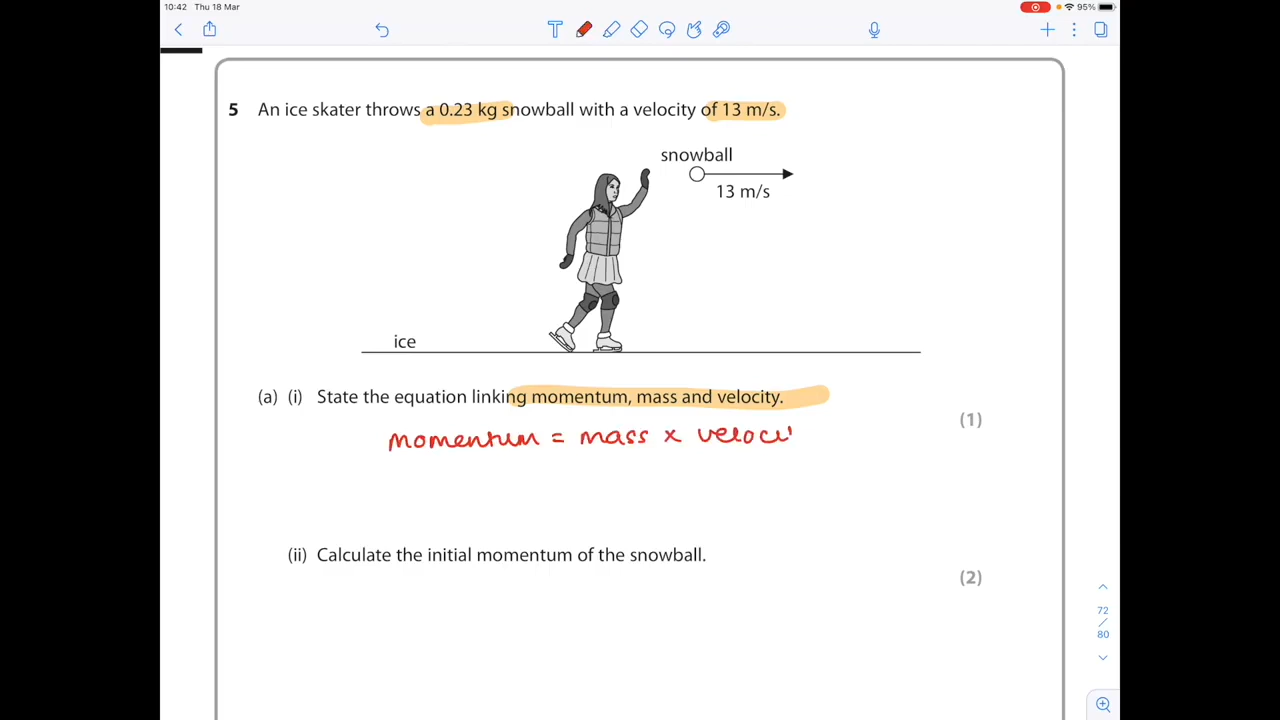 10:42 Thu 18 Mar
95%
5 An ice skater throws a 0.23 kg snowball with a velocity of 13 m/s.
snowball
13 m/s
ice
(a) (i) State the equation linking momentum, mass and velocity.
(1)
momentum = mass x veloci
(ii) Calculate the initial momentum of the snowball.
(2)
72
/
80